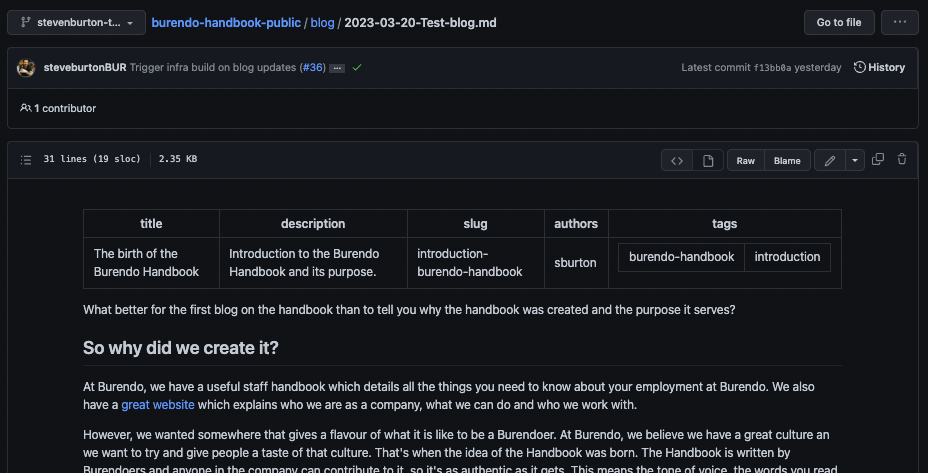 stevenburton-t... burendo-handbook-public / blog / 2023-03-20-Test-blog.md Go to file ...
steveburtonBUR Trigger infra build on blog updates (#36) ... Latest commit f13bb0a yesterday History
1 contributor
31 lines (19 sloc) 2.35 KB Raw Blame
title description slug authors tags
The birth of the Burendo Handbook
Introduction to the Burendo Handbook and its purpose.
introduction-burendo-handbook
sburton
burendo-handbook introduction
What better for the first blog on the handbook than to tell you why the handbook was created and the purpose it serves?
So why did we create it?
At Burendo, we have a useful staff handbook which details all the things you need to know about your employment at Burendo. We also
have a great website which explains who we are as a company, what we can do and who we work with.
However, we wanted somewhere that gives a flavour of what it is like to be a Burendoer. At Burendo, we believe we have a great culture an
we want to try and give people a taste of that culture. That's when the idea of the Handbook was born. The Handbook is written by
Burendoers and anyone in the company can contribute to it, so it's as authentic as it gets. This means the tone of voice, the words you read